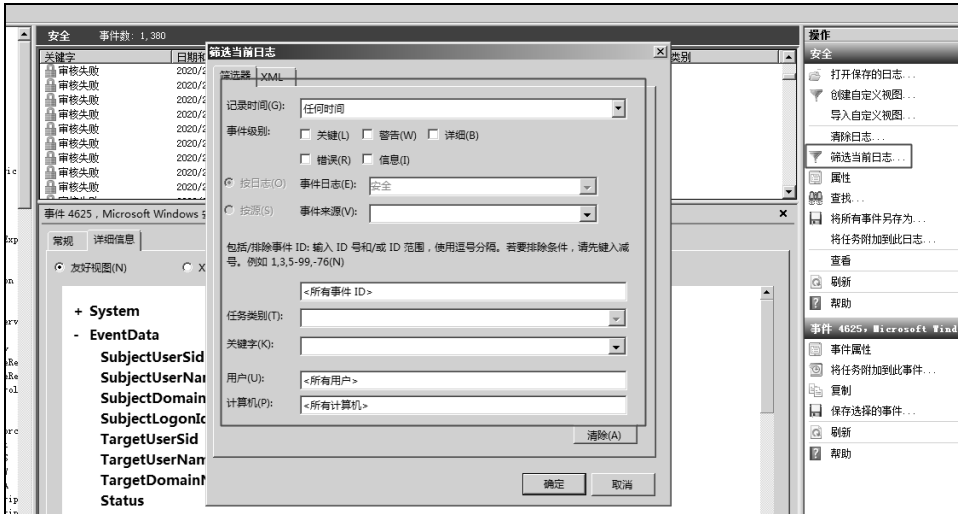 安全 事件数: 1,380
关键字 日期和 类别
审核失败 2020/2
审核失败 2020/2
审核失败 2020/2
审核失败 2020/2
审核失败 2020/2
审核失败 2020/2
审核失败 2020/2
审核失败 2020/2
审核失败 2020/2
事件 4625，Microsoft Windows
常规 详细信息
友好视图(N) X
+ System
- EventData
SubjectUserSid
SubjectUserNar
SubjectDomain
SubjectLogonId
TargetUserSid
TargetUserNam
TargetDomainN
Status
筛选当前日志
筛选器 XML
记录时间(G): 任何时间
事件级别: 关键(L) 警告(W) 详细(B)
错误(R) 信息(I)
按日志(O) 事件日志(E): 安全
按源(S) 事件来源(V):
包括/排除事件 ID: 输入 ID 号和/或 ID 范围，使用逗号分隔。若要排除条件，请先键入减
号。例如 1,3,5-99,-76(N)
<所有事件 ID>
任务类别(T):
关键字(K):
用户(U): <所有用户>
计算机(P): <所有计算机>
清除(A)
确定 取消
操作
安全
打开保存的日志...
创建自定义视图...
导入自定义视图...
清除日志...
筛选当前日志...
属性
查找...
将所有事件另存为...
将任务附加到此日志...
查看
刷新
帮助
事件 4625，Microsoft Wind
事件属性
将任务附加到此事件...
复制
保存选择的事件...
刷新
帮助